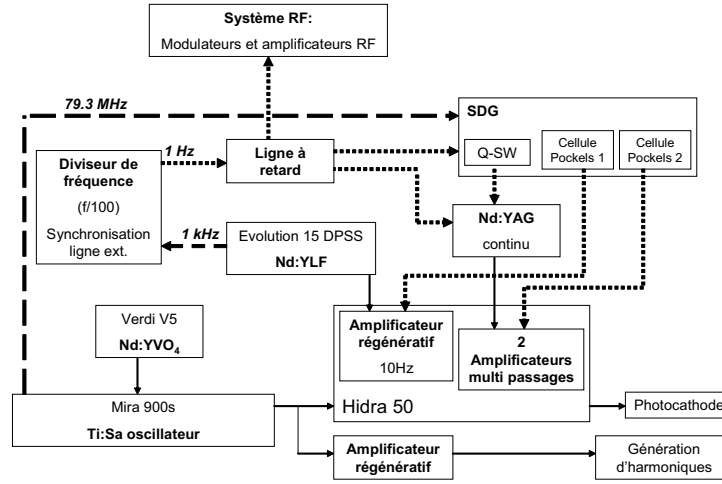 Système RF:
Modulateurs et amplificateurs RF
79.3 MHz
SDG
Q-SW
Cellule
Pockels 1
Cellule
Pockels 2
Diviseur de
fréquence
(f/100)
Synchronisation
ligne ext.
1 Hz
Ligne à
retard
Nd:YAG
continu
1 kHz
Evolution 15 DPSS
Nd:YLF
Verdi V5
Nd:YVO4
Amplificateur
régénératif
10Hz
2
Amplificateurs
multi passages
Hidra 50
Mira 900s
Ti:Sa oscillateur
Photocathode
Amplificateur
régénératif
Génération
d'harmoniques